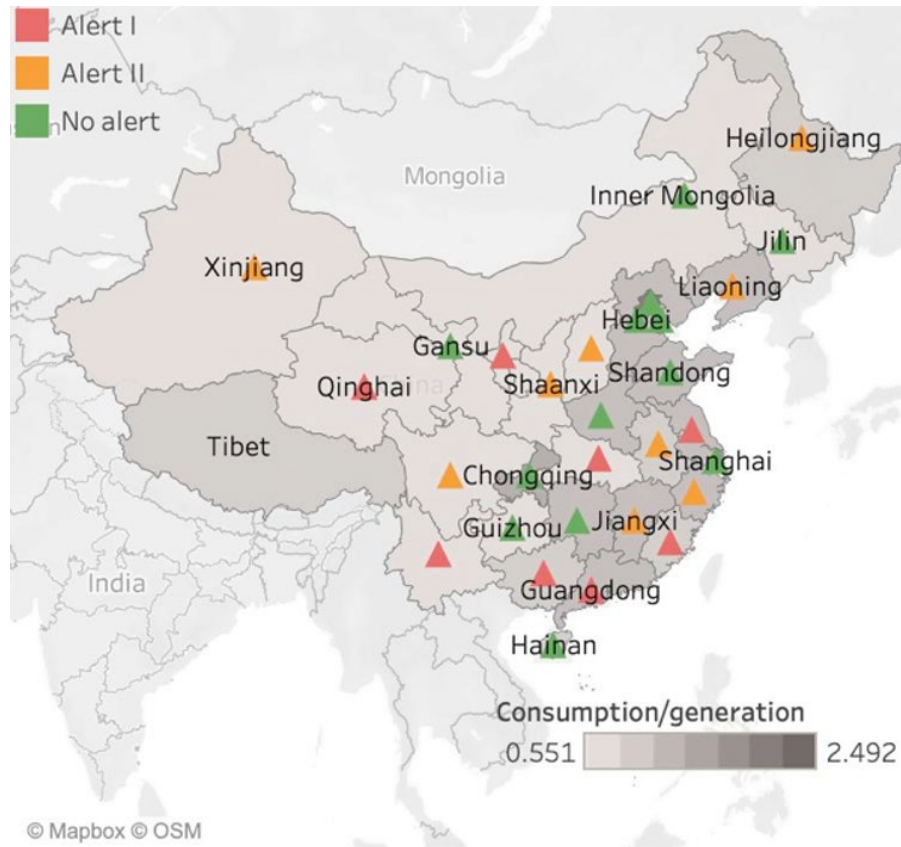 Alert I
Alert II
No alert
Mongolia
Heilongjiang
Inner Mongolia
Jilin
Xinjiang
Liaoning
Hebei
Gansu
Qinghai
Shaanxi
Shandong
Tibet
Chongqing
Shanghai
Guizhou
Jiangxi
India
Guangdong
Hainan
Consumption/generation
0.551
2.492
© Mapbox © OSM